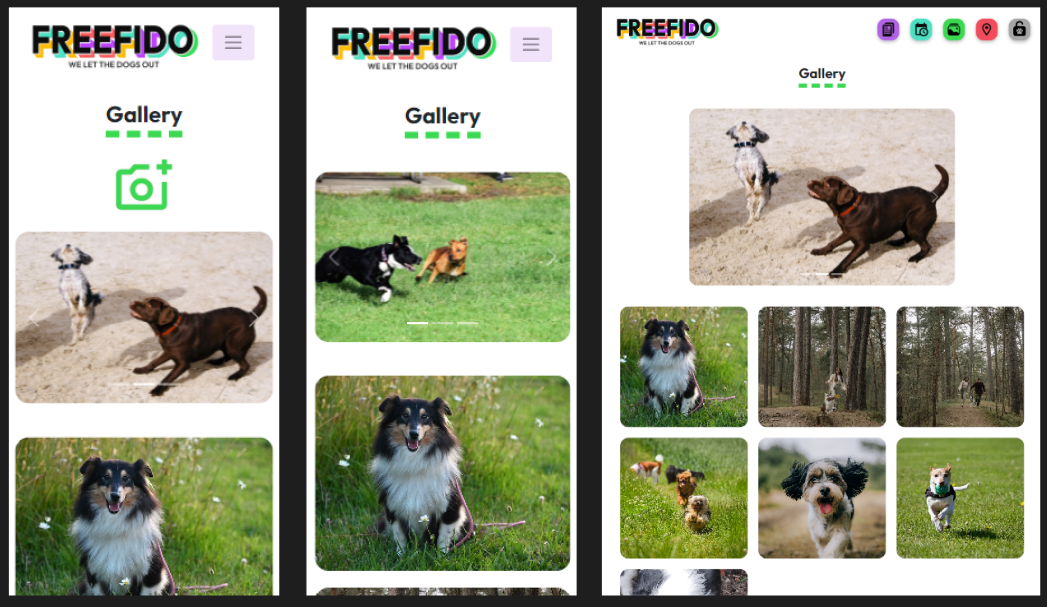 FREEFIDO
WE LET THE DOGS OUT
Gallery
FREEFIDO
WE LET THE DOGS OUT
Gallery
FREEFIDO
WE LET THE DOGS OUT
Gallery